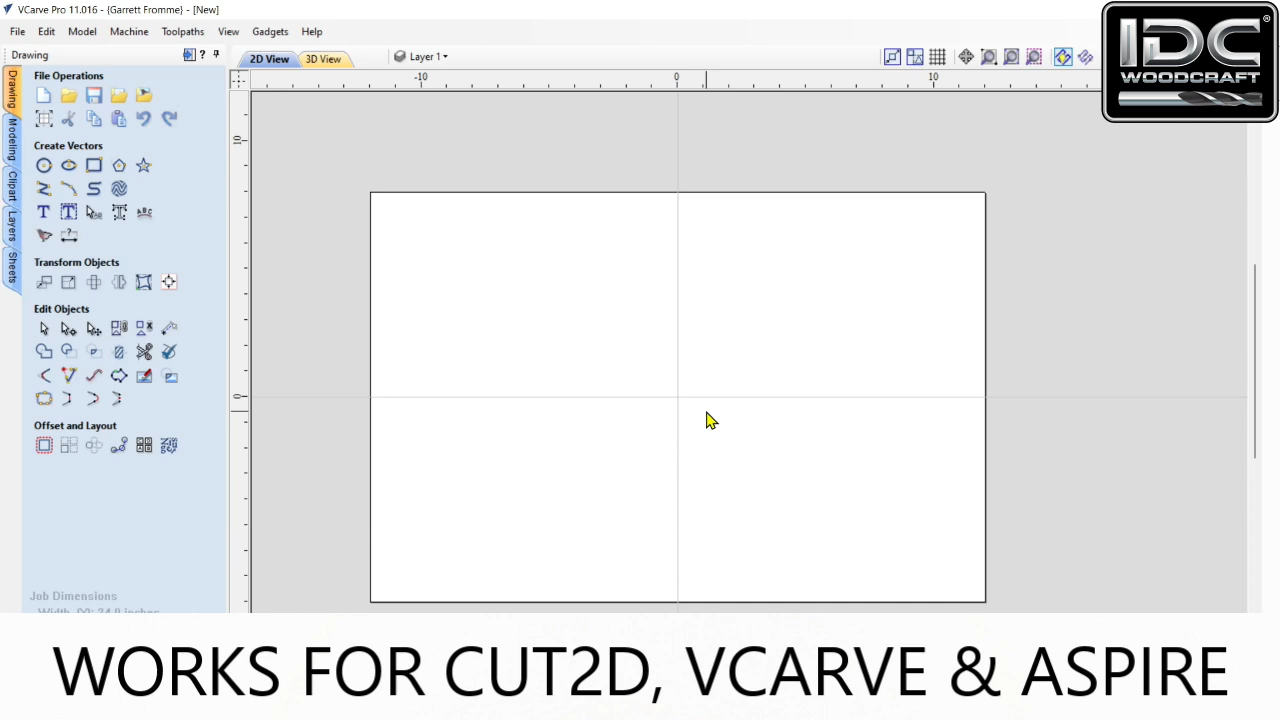 VCarve Pro 11.016 - {Garrett Fromme} - [New]
File Edit Model Machine Toolpaths View Gadgets Help
Drawing
2D View 3D View
Layer 1
IDC
®
WOODCRAFT
-10 0 10
10
0
Drawing
Modeling
Clipart
Layers
Sheets
File Operations
Create Vectors
Transform Objects
Edit Objects
Offset and Layout
Job Dimensions
WORKS FOR CUT2D, VCARVE & ASPIRE